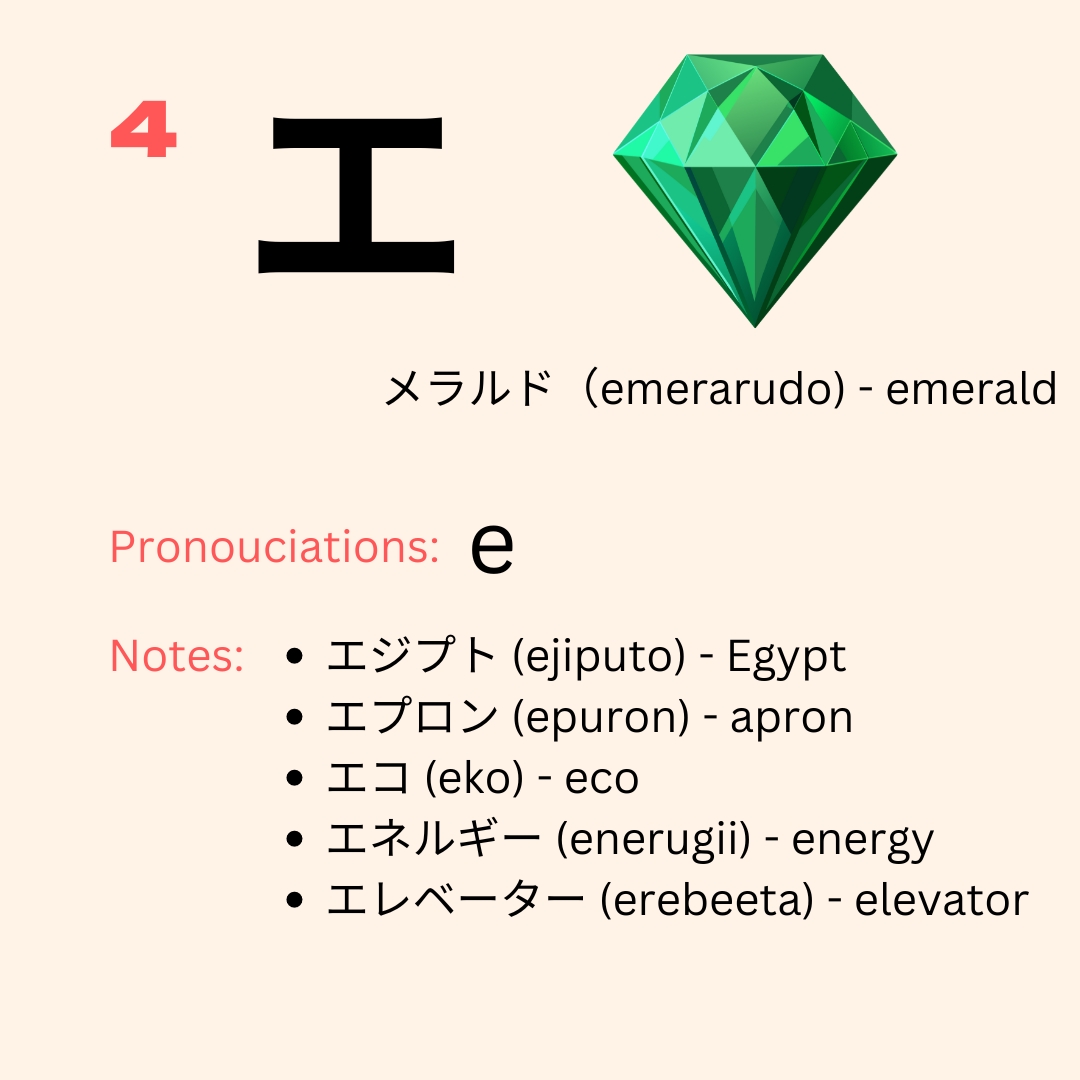 4
エ
メラルド（emerarudo) - emerald
Pronouciations: e
Notes:
• エジプト (ejiputo) - Egypt
• エプロン (epuron) - apron
• エコ (eko) - eco
• エネルギー (enerugii) - energy
• エレベーター (erebeeta) - elevator